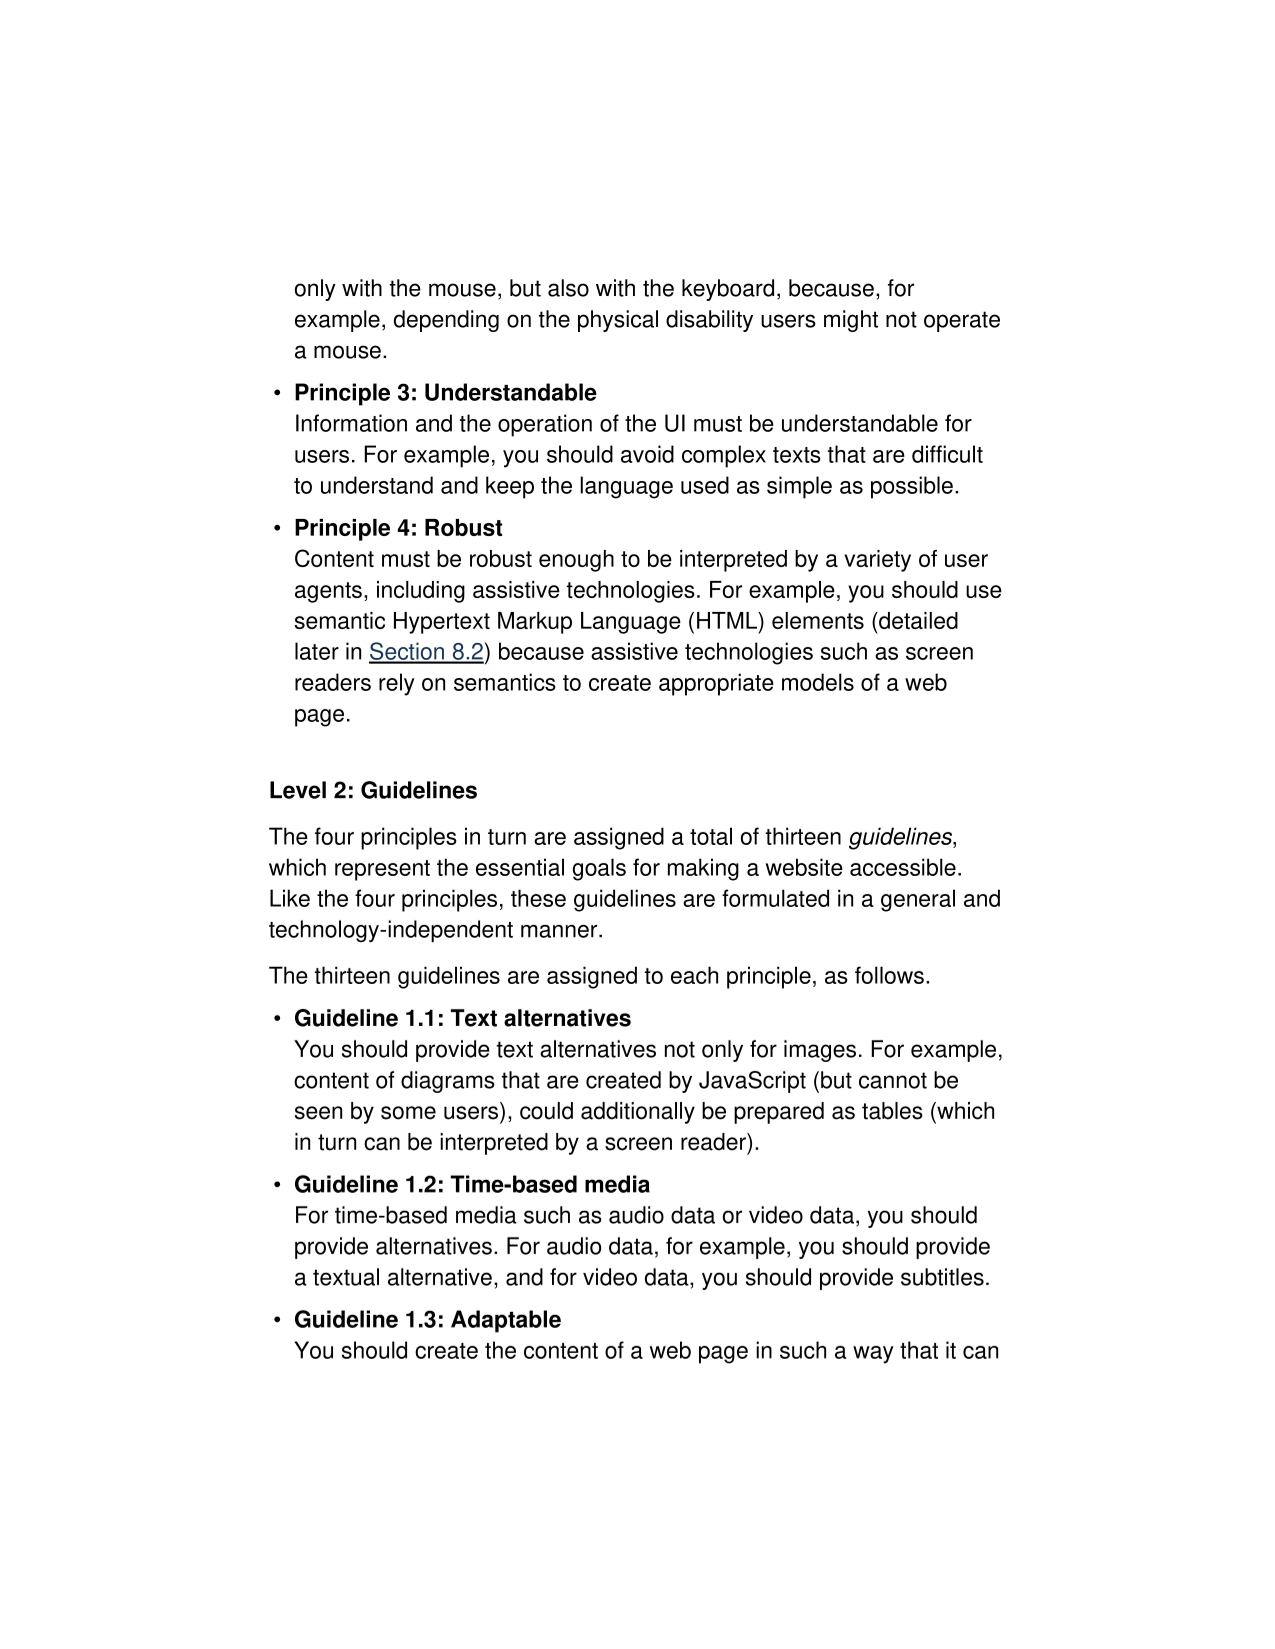 only with the mouse, but also with the keyboard, because, for
example, depending on the physical disability users might not operate
a mouse.
• Principle 3: Understandable
Information and the operation of the UI must be understandable for
users. For example, you should avoid complex texts that are difficult
to understand and keep the language used as simple as possible.
• Principle 4: Robust
Content must be robust enough to be interpreted by a variety of user
agents, including assistive technologies. For example, you should use
semantic Hypertext Markup Language (HTML) elements (detailed
later in Section 8.2) because assistive technologies such as screen
readers rely on semantics to create appropriate models of a web
page.
Level 2: Guidelines
The four principles in turn are assigned a total of thirteen guidelines,
which represent the essential goals for making a website accessible.
Like the four principles, these guidelines are formulated in a general and
technology-independent manner.
The thirteen guidelines are assigned to each principle, as follows.
• Guideline 1.1: Text alternatives
You should provide text alternatives not only for images. For example,
content of diagrams that are created by JavaScript (but cannot be
seen by some users), could additionally be prepared as tables (which
in turn can be interpreted by a screen reader).
• Guideline 1.2: Time-based media
For time-based media such as audio data or video data, you should
provide alternatives. For audio data, for example, you should provide
a textual alternative, and for video data, you should provide subtitles.
• Guideline 1.3: Adaptable
You should create the content of a web page in such a way that it can